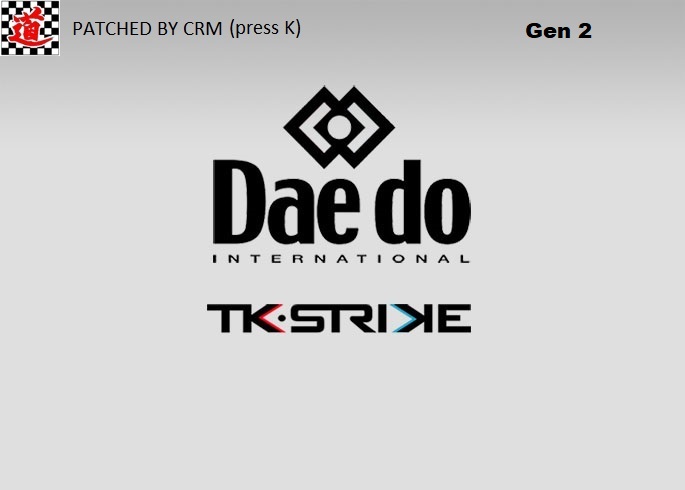 道
PATCHED BY CRM (press K)
Gen 2
Dae do
INTERNATIONAL
TK·STRIKE